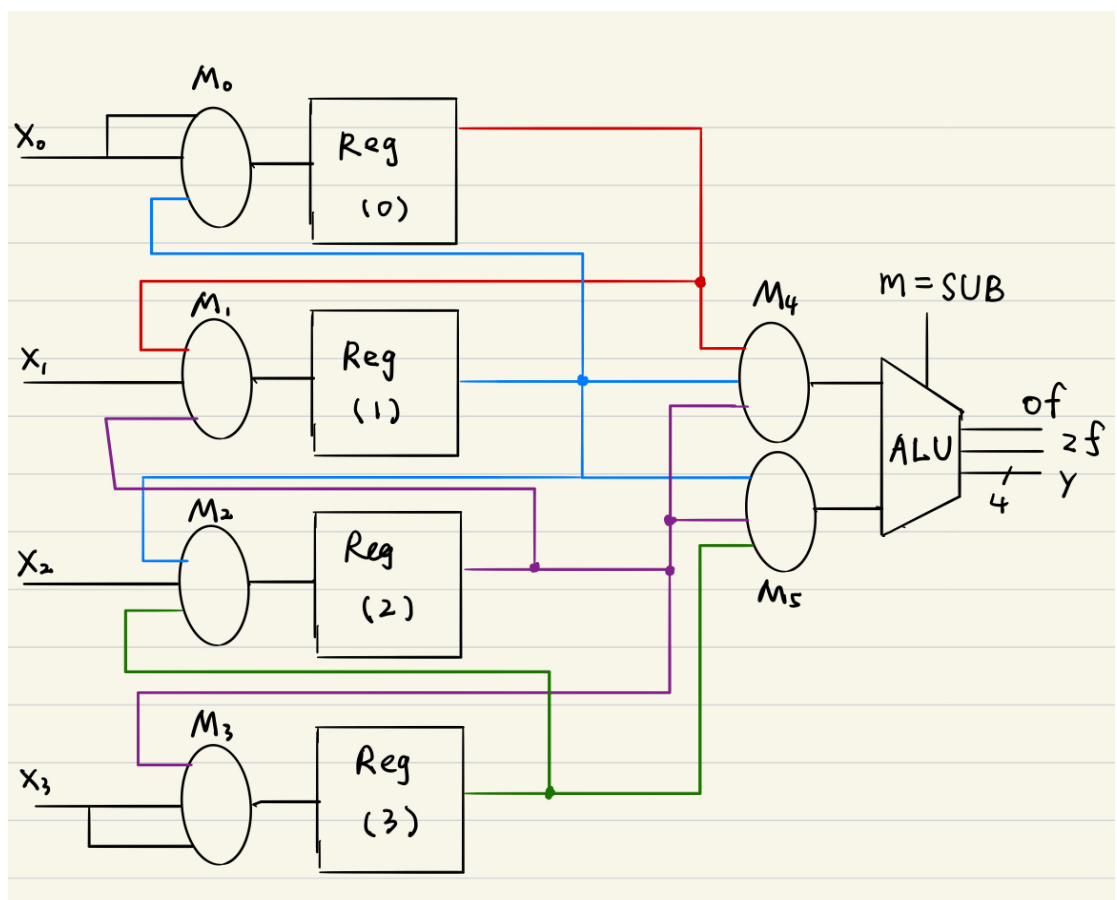 M₀
X₀
Reg
(0)
M₁
X₁
Reg
(1)
M₄
m = SUB
ALU
of
zf
4
Y
M₂
X₂
Reg
(2)
M₅
M₃
X₃
Reg
(3)